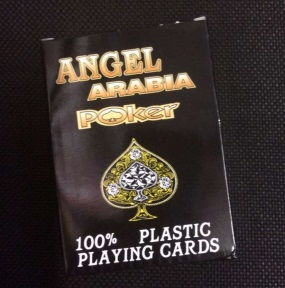 ANGEL
ARABIA
POKer
100% PLASTIC
PLAYING CARDS